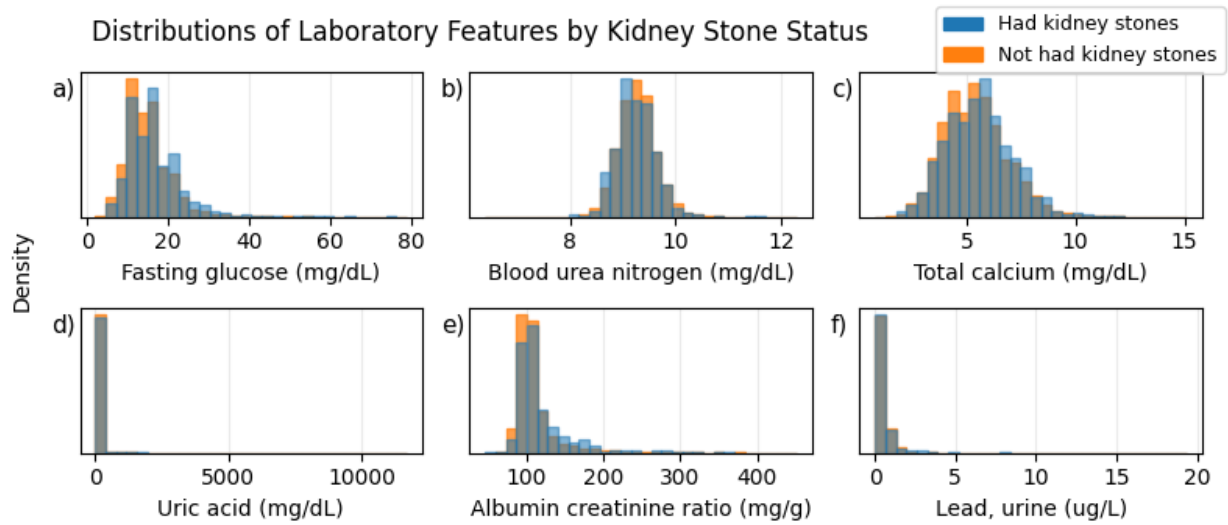 Distributions of Laboratory Features by Kidney Stone Status
Had kidney stones
Not had kidney stones
a)
b)
c)
0 20 40 60 80
8 10 12
5 10 15
Fasting glucose (mg/dL)
Blood urea nitrogen (mg/dL)
Total calcium (mg/dL)
Density
d)
e)
f)
0 5000 10000
100 200 300 400
0 5 10 15 20
Uric acid (mg/dL)
Albumin creatinine ratio (mg/g)
Lead, urine (ug/L)